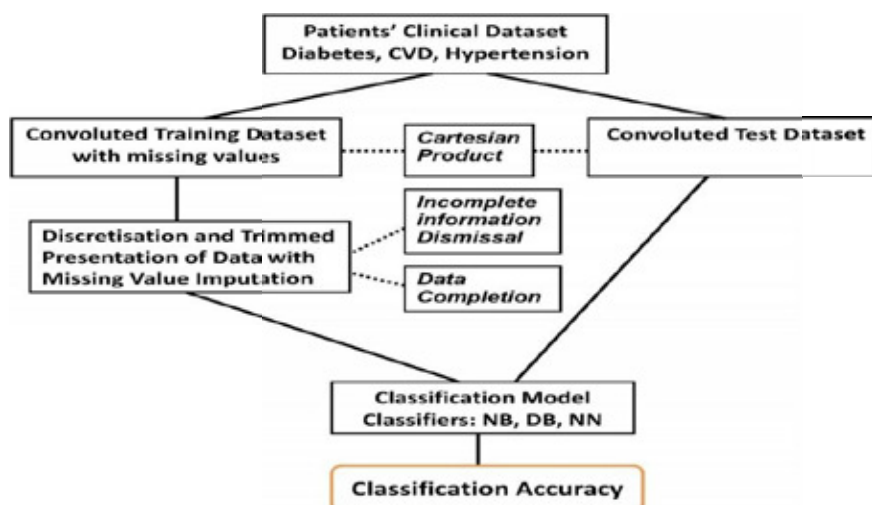 Patients' Clinical Dataset
Diabetes, CVD, Hypertension
Convoluted Training Dataset
with missing values
Cartesian
Product
Convoluted Test Dataset
Discretisation and Trimmed
Presentation of Data with
Missing Value Imputation
Incomplete
information
Dismissal
Data
Completion
Classification Model
Classifiers: NB, DB, NN
Classification Accuracy